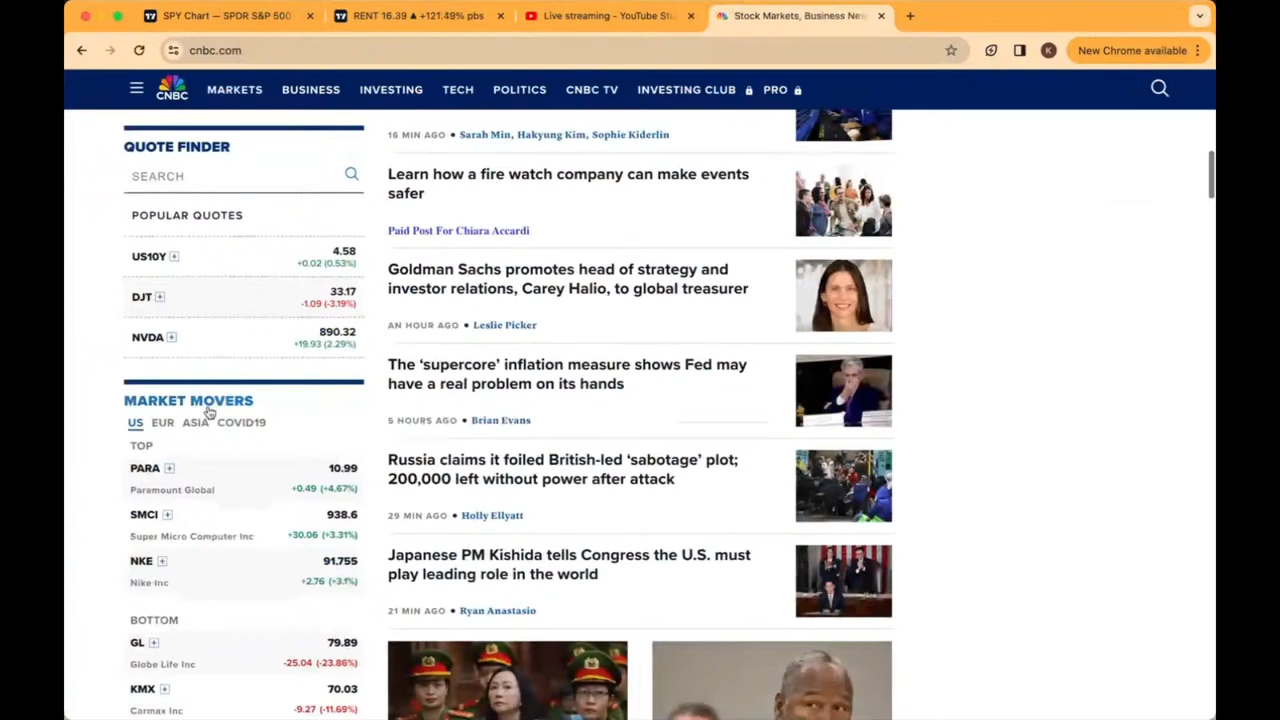 SPY Chart — SPDR S&P 500
RENT 16.39 ▲ +121.49% pbs
Live streaming - YouTube Stu
Stock Markets, Business New
cnbc.com
K
New Chrome available
CNBC
MARKETS
BUSINESS
INVESTING
TECH
POLITICS
CNBC TV
INVESTING CLUB
PRO
QUOTE FINDER
SEARCH
POPULAR QUOTES
US10Y
4.58
+0.02 (0.53%)
DJT
33.17
-1.09 (-3.19%)
NVDA
890.32
+19.93 (2.29%)
MARKET MOVERS
US EUR ASIA COVID19
TOP
PARA
10.99
Paramount Global
+0.49 (+4.67%)
SMCI
938.6
Super Micro Computer Inc
+30.06 (+3.31%)
NKE
91.755
Nike Inc
+2.76 (+3.1%)
BOTTOM
GL
79.89
Globe Life Inc
-25.04 (-23.86%)
KMX
70.03
Carmax Inc
-9.27 (-11.69%)
16 MIN AGO • Sarah Min, Hakyung Kim, Sophie Kiderlin
Learn how a fire watch company can make events
safer
Paid Post For Chiara Accardi
Goldman Sachs promotes head of strategy and
investor relations, Carey Halio, to global treasurer
AN HOUR AGO • Leslie Picker
The ‘supercore’ inflation measure shows Fed may
have a real problem on its hands
5 HOURS AGO • Brian Evans
Russia claims it foiled British-led ‘sabotage’ plot;
200,000 left without power after attack
29 MIN AGO • Holly Ellyatt
Japanese PM Kishida tells Congress the U.S. must
play leading role in the world
21 MIN AGO • Ryan Anastasio